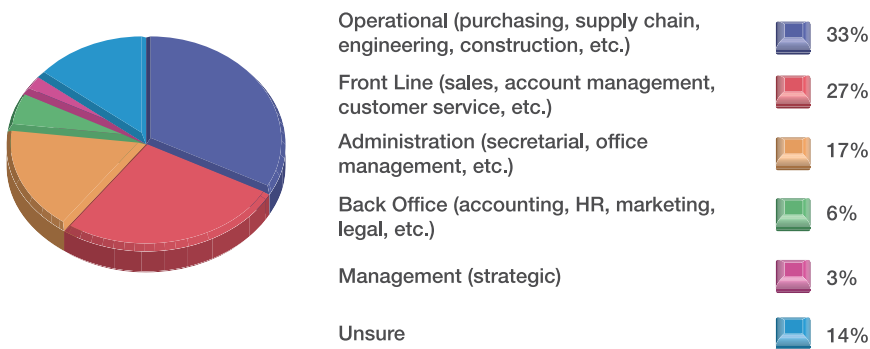 Operational (purchasing, supply chain,
engineering, construction, etc.)
33%
Front Line (sales, account management,
customer service, etc.)
27%
Administration (secretarial, office
management, etc.)
17%
Back Office (accounting, HR, marketing,
legal, etc.)
6%
Management (strategic)
3%
Unsure
14%